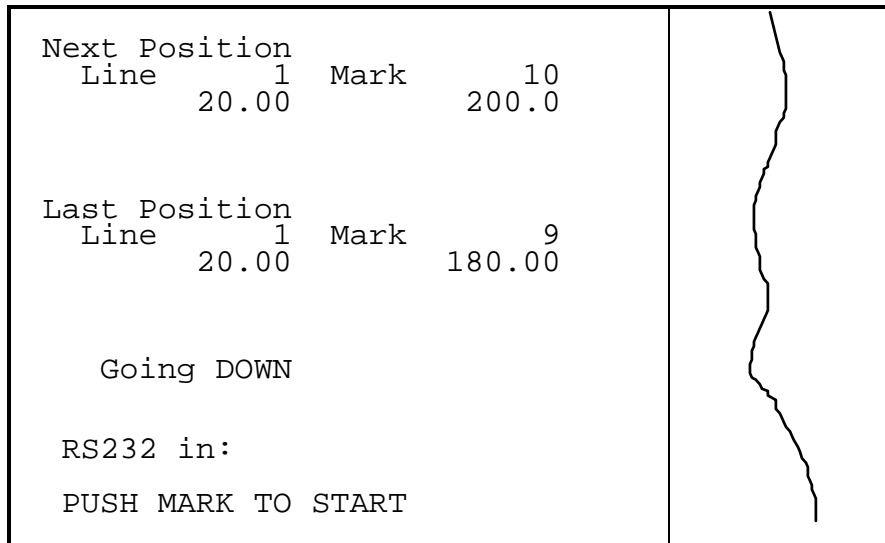 Next Position
Line 1 Mark 10
20.00 200.0
Last Position
Line 1 Mark 9
20.00 180.00
Going DOWN
RS232 in:
PUSH MARK TO START